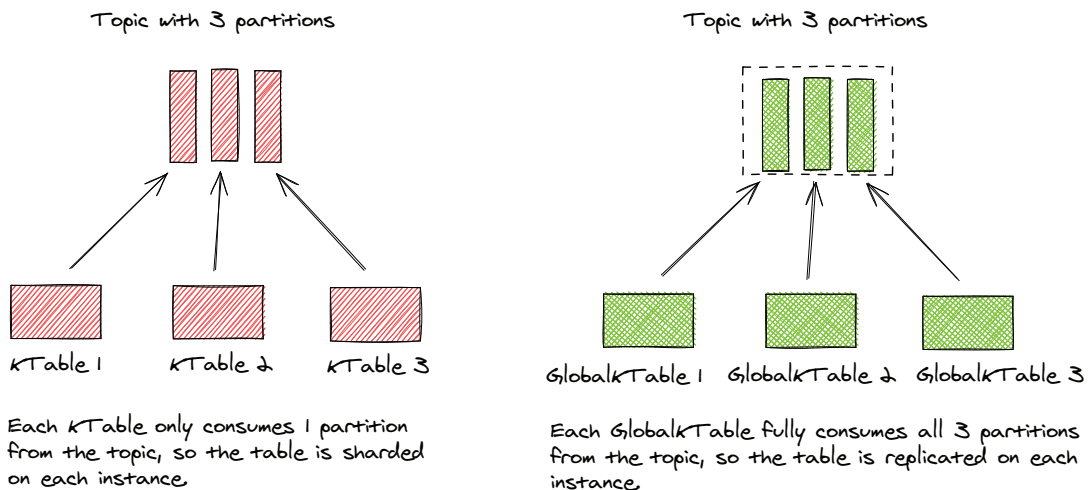 Topic with 3 partitions
KTable 1
KTable 2
KTable 3
Each KTable only consumes 1 partition
from the topic, so the table is sharded
on each instance
Topic with 3 partitions
GlobalKTable 1
GlobalKTable 2
GlobalKTable 3
Each GlobalKTable fully consumes all 3 partitions
from the topic, so the table is replicated on each
instance